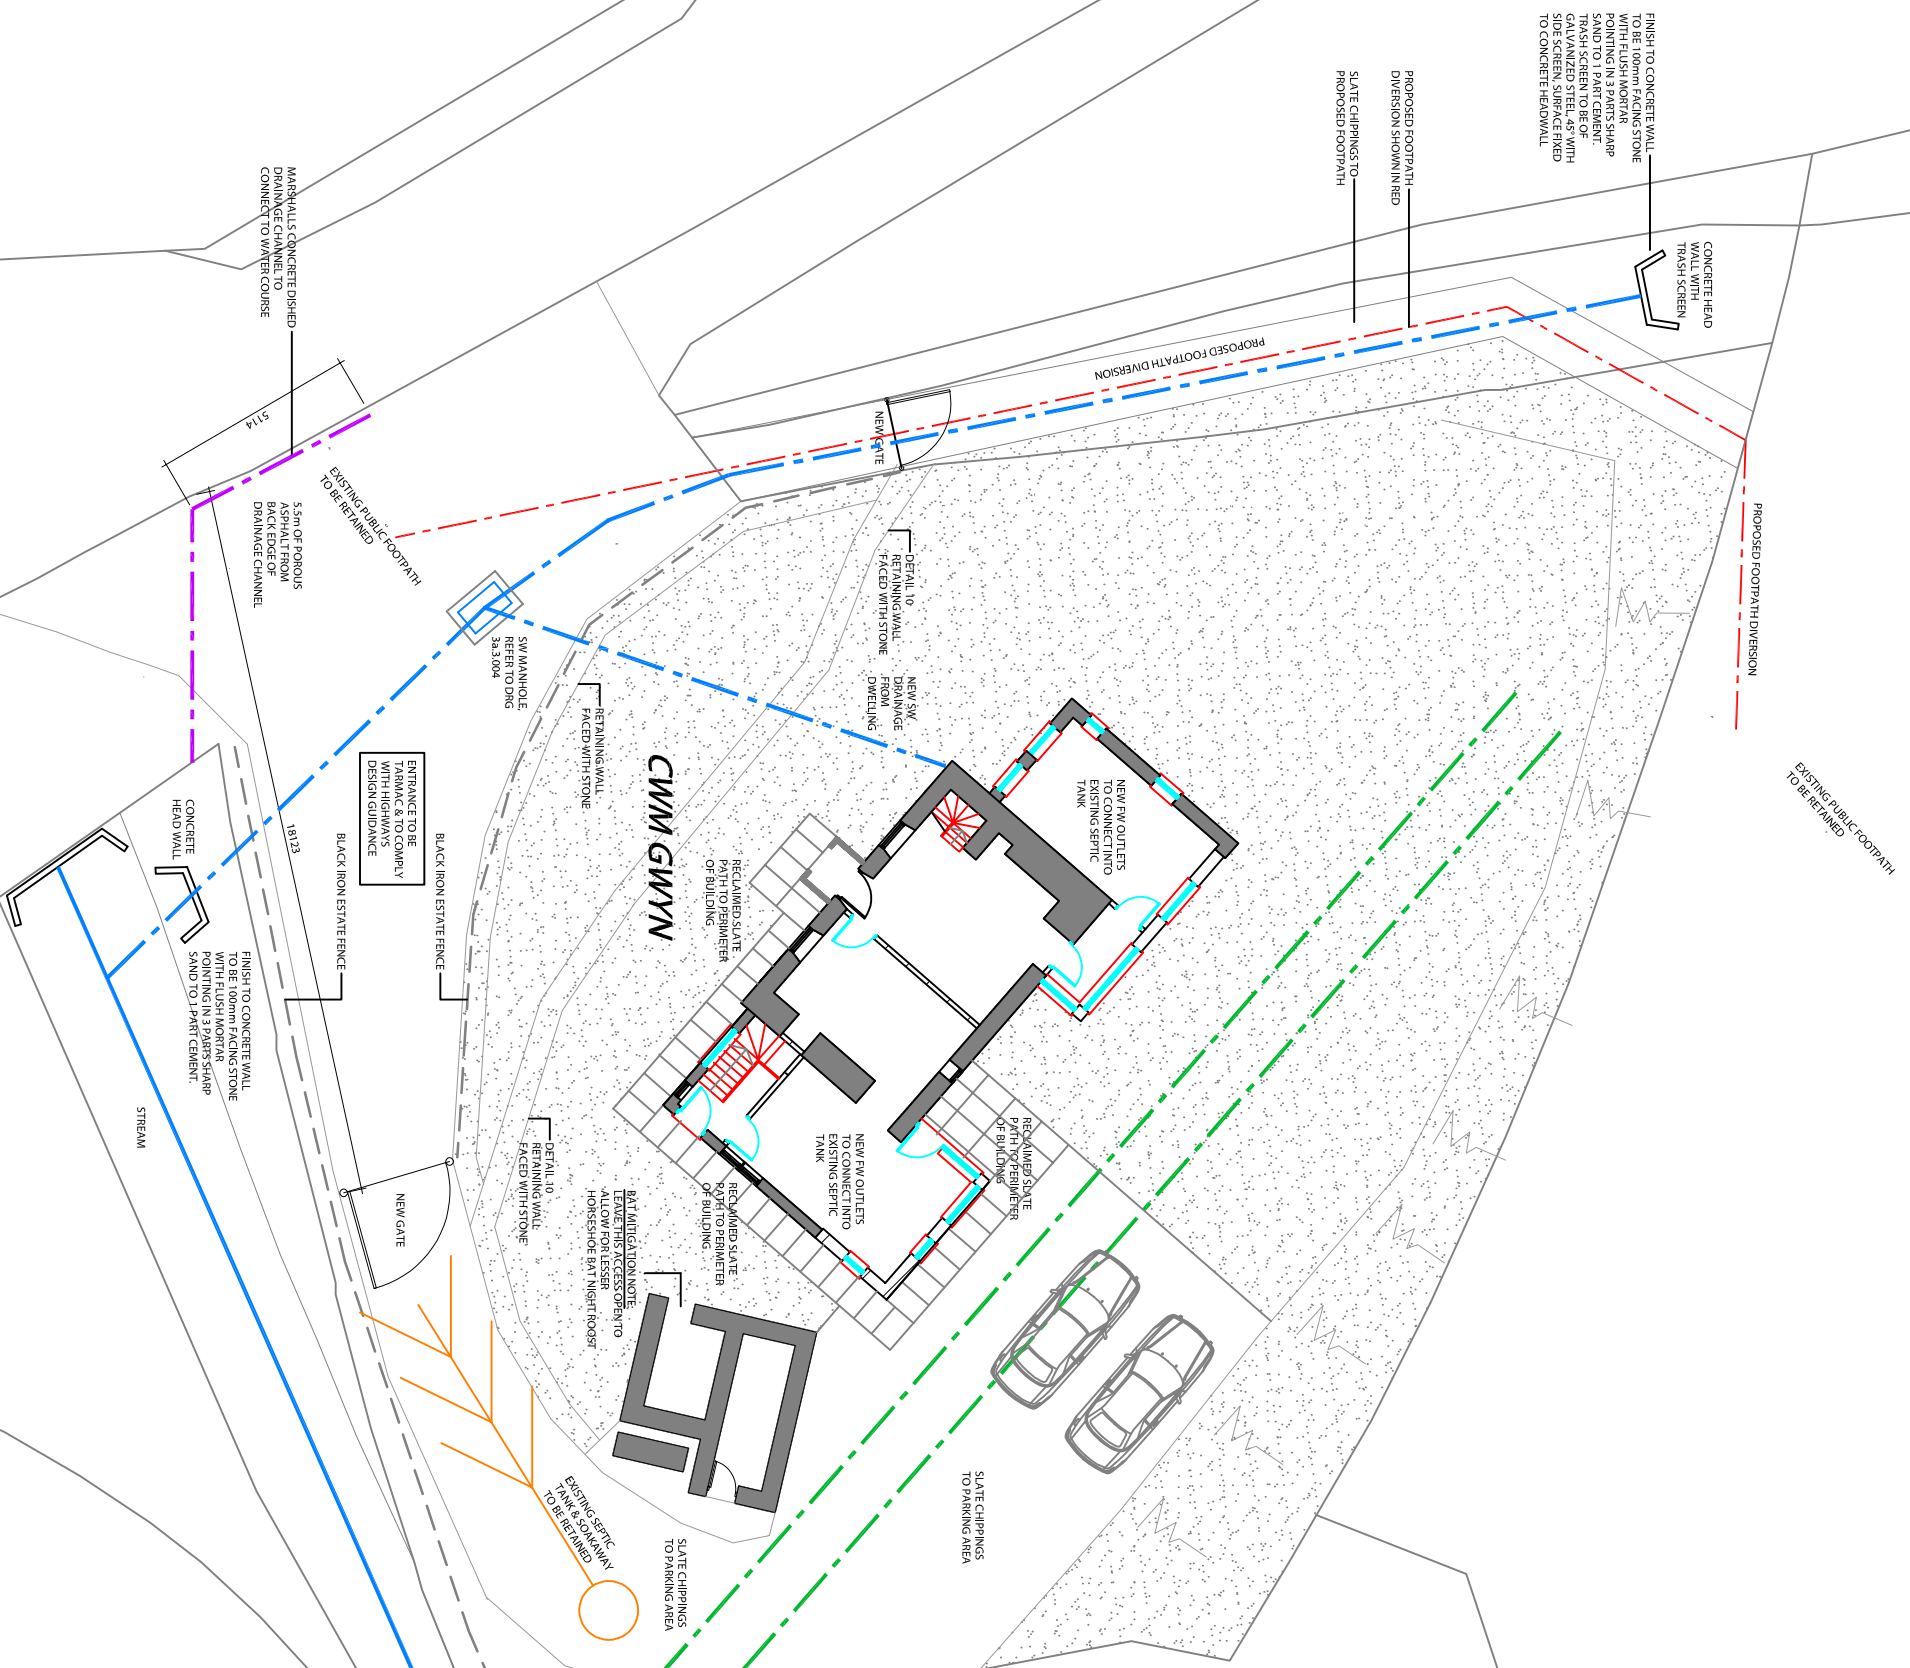 FINISH TO CONCRETE WALL
TO BE 100mm FACING STONE
WITH FLUSH MORTAR
POINTING IN 3 PARTS SHARP
SAND TO 1 PART CEMENT.
TRASH SCREEN TO BE OF
GALVANIZED STEEL, 45° WITH
SIDE SCREEN, SURFACE FIXED
TO CONCRETE HEADWALL
PROPOSED FOOTPATH
DIVERSION SHOWN IN RED
SLATE CHIPPINGS TO
PROPOSED FOOTPATH
CONCRETE HEAD
WALL WITH
TRASH SCREEN
MARSHALLS CONCRETE DISHED
DRAINAGE CHANNEL TO
CONNECT TO WATER COURSE
PROPOSED FOOTPATH DIVERSION
NEW GATE
5114
EXISTING PUBLIC FOOTPATH
TO BE RETAINED
5.5m OF POROUS
ASPHALT FROM
BACK EDGE OF
DRAINAGE CHANNEL
PROPOSED FOOTPATH DIVERSION
DETAIL 10
RETAINING WALL
FACED WITH STONE
SW MANHOLE,
REFER TO DRG
3a.3.004
NEW SW
DRAINAGE
FROM
DWELLING
RETAINING WALL
FACED WITH STONE
CWM GWYN
ENTRANCE TO BE
TARMAC & TO COMPLY
WITH HIGHWAYS
DESIGN GUIDANCE
NEW FW OUTLETS
TO CONNECT INTO
EXISTING SEPTIC
TANK
EXISTING PUBLIC FOOTPATH
TO BE RETAINED
CONCRETE
HEAD WALL
18123
BLACK IRON ESTATE FENCE
BLACK IRON ESTATE FENCE
RECLAIMED SLATE
PATH TO PERIMETER
OF BUILDING
FINISH TO CONCRETE WALL
TO BE 100mm FACING STONE
WITH FLUSH MORTAR
POINTING IN 3 PARTS SHARP
SAND TO 1 PART CEMENT.
STREAM
DETAIL 10
RETAINING WALL
FACED WITH STONE
NEW FW OUTLETS
TO CONNECT INTO
EXISTING SEPTIC
TANK
RECLAIMED SLATE
PATH TO PERIMETER
OF BUILDING
RECLAIMED SLATE
PATH TO PERIMETER
OF BUILDING
NEW GATE
BAT MITIGATION NOTE:
LEAVE THIS ACCESS OPEN TO
ALLOW FOR LESSER
HORSESHOE BAT NIGHT ROOST
EXISTING SEPTIC
TANK & SOAKAWAY
TO BE RETAINED
SLATE CHIPPINGS
TO PARKING AREA
SLATE CHIPPINGS
TO PARKING AREA